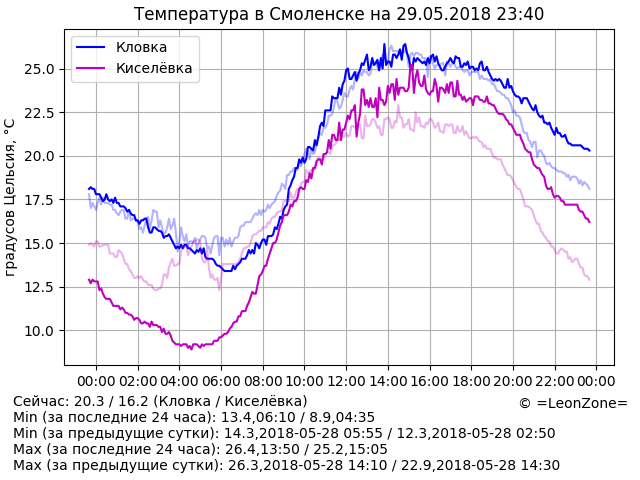 Температура в Смоленске на 29.05.2018 23:40
Кловка
Киселёвка
градусов Цельсия, °C
25.0
22.5
20.0
17.5
15.0
12.5
10.0
00:00 02:00 04:00 06:00 08:00 10:00 12:00 14:00 16:00 18:00 20:00 22:00 00:00
Сейчас: 20.3 / 16.2 (Кловка / Киселёвка)
© =LeonZone=
Min (за последние 24 часа): 13.4,06:10 / 8.9,04:35
Min (за предыдущие сутки): 14.3,2018-05-28 05:55 / 12.3,2018-05-28 02:50
Max (за последние 24 часа): 26.4,13:50 / 25.2,15:05
Max (за предыдущие сутки): 26.3,2018-05-28 14:10 / 22.9,2018-05-28 14:30